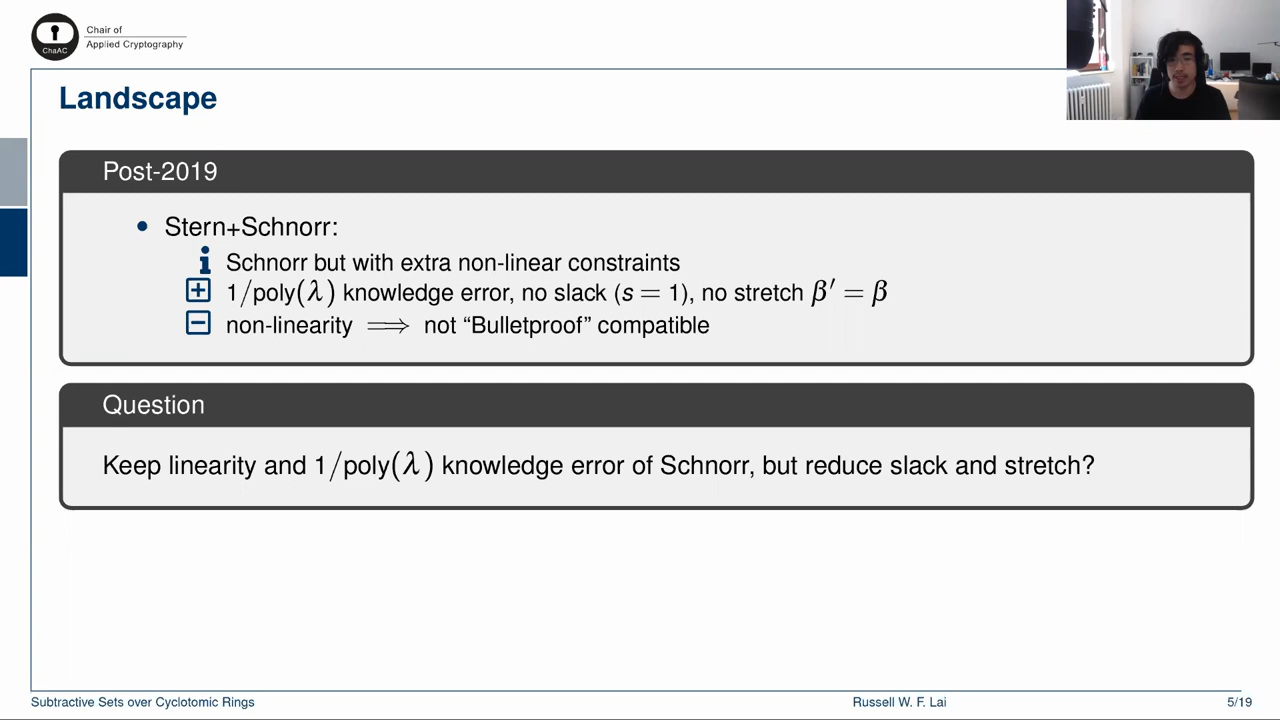 ChaAC
Chair of
Applied Cryptography
Landscape
Post-2019
• Stern+Schnorr:
i Schnorr but with extra non-linear constraints
+ 1/poly(λ) knowledge error, no slack (s = 1), no stretch β′ = β
− non-linearity ⟹ not “Bulletproof” compatible
Question
Keep linearity and 1/poly(λ) knowledge error of Schnorr, but reduce slack and stretch?
Subtractive Sets over Cyclotomic Rings
Russell W. F. Lai
5/19